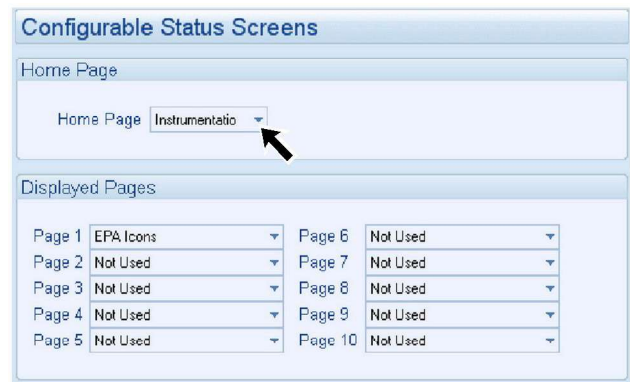 Configurable Status Screens
Home Page
Home Page Instrumentatio
Displayed Pages
Page 1 EPA Icons Page 6 Not Used
Page 2 Not Used Page 7 Not Used
Page 3 Not Used Page 8 Not Used
Page 4 Not Used Page 9 Not Used
Page 5 Not Used Page 10 Not Used